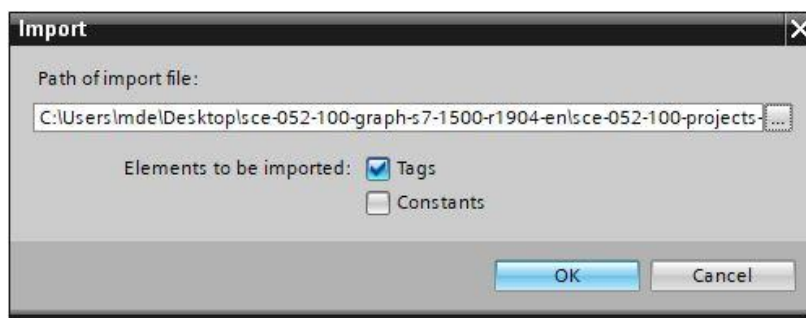 Import
Path of import file:
C:\Users\mde\Desktop\sce-052-100-graph-s7-1500-r1904-en\sce-052-100-projects-
...
Elements to be imported: Tags
Constants
OK Cancel